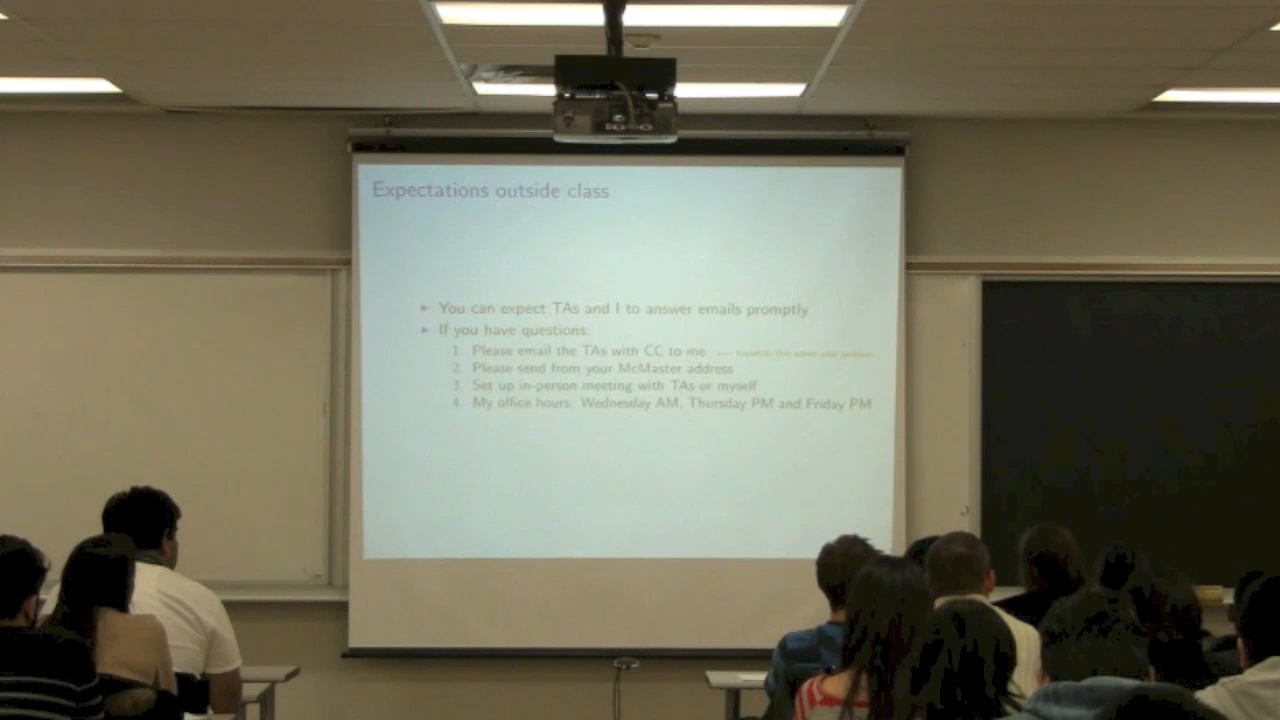 Expectations outside class
▸ You can expect TAs and I to answer emails promptly
▸ If you have questions:
1. Please email the TAs with CC to me
2. Please send from your McMaster address
3. Set up in-person meeting with TAs or myself
4. My office hours: Wednesday AM, Thursday PM and Friday PM